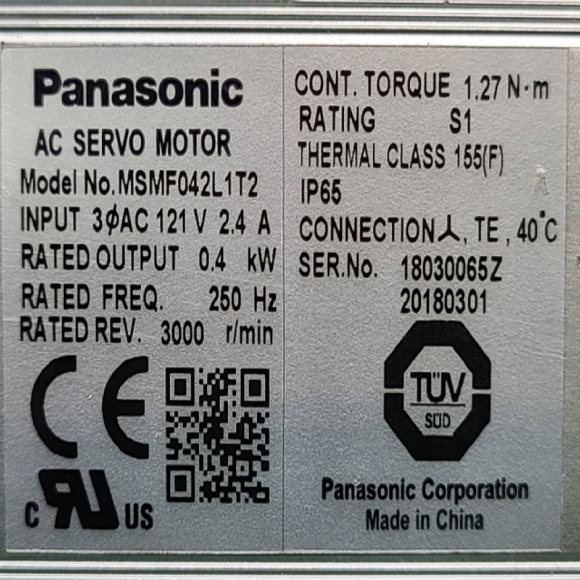 Panasonic
AC SERVO MOTOR
Model No.MSMF042L1T2
INPUT 3ϕAC 121 V 2.4 A
RATED OUTPUT 0.4 kW
RATED FREQ. 250 Hz
RATED REV. 3000 r/min
CE
C RU US
CONT. TORQUE 1.27 N·m
RATING S1
THERMAL CLASS 155(F)
IP65
CONNECTION⅄, TE , 40°C
SER.No. 18030065Z
20180301
TÜV
SÜD
Panasonic Corporation
Made in China